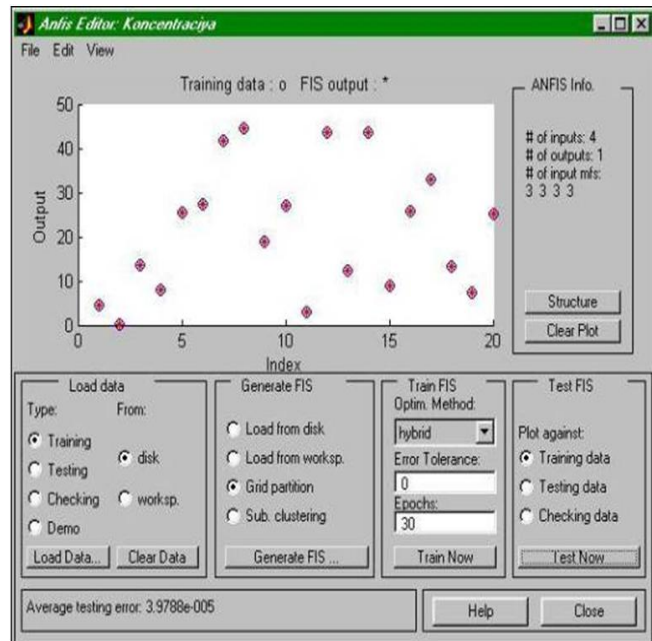 Anfis Editor: Koncentraciya
File Edit View
Training data : o FIS output : *
50
40
30
20
10
0
Output
0 5 10 15 20
Index
ANFIS Info.
# of inputs: 4
# of outputs: 1
# of input mfs:
3 3 3 3
Structure
Clear Plot
Load data
Type: From:
Training
disk
Testing
Checking
worksp.
Demo
Load Data... Clear Data
Generate FIS
Load from disk
Load from worksp.
Grid partition
Sub. clustering
Generate FIS ...
Train FIS
Optim. Method:
hybrid
Error Tolerance:
0
Epochs:
30
Train Now
Test FIS
Plot against:
Training data
Testing data
Checking data
Test Now
Average testing error: 3.9788e-005
Help Close